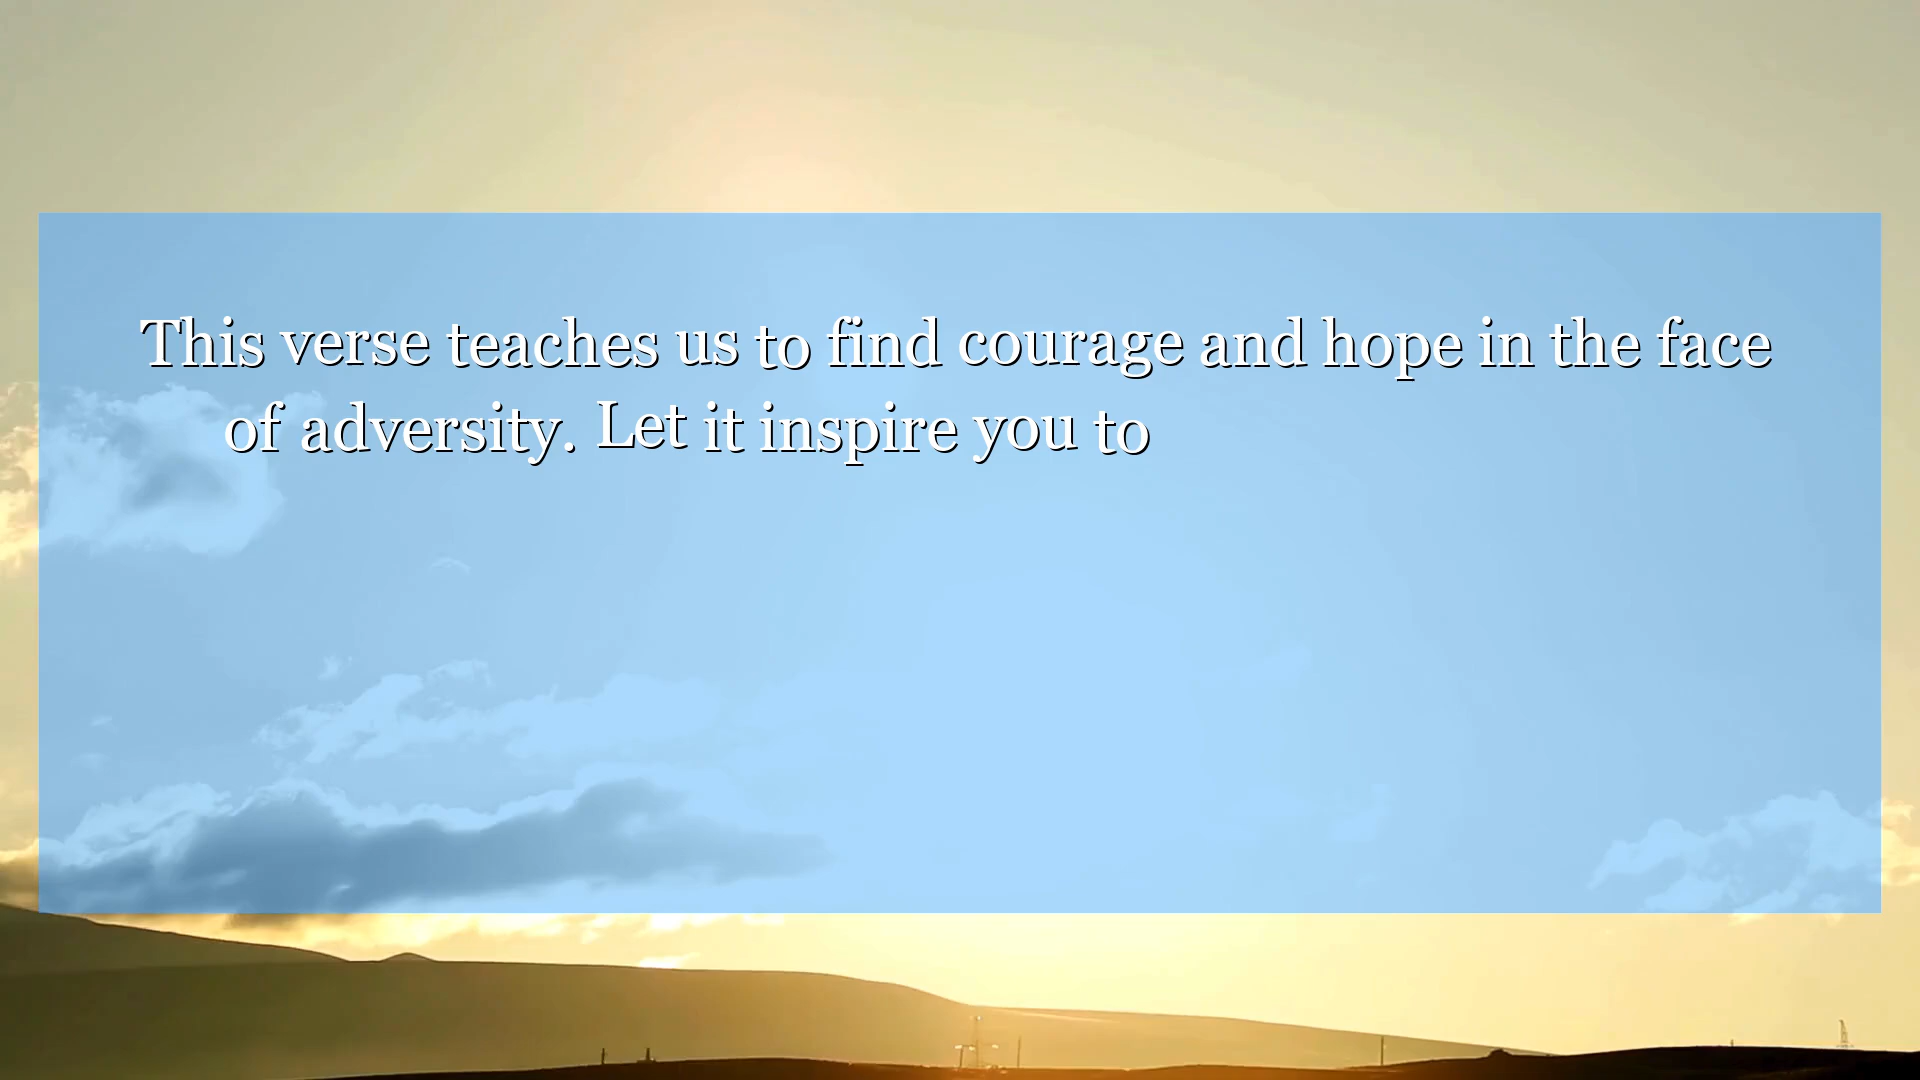 This verse teaches us to find courage and hope in the face
of adversity. Let it inspire you to